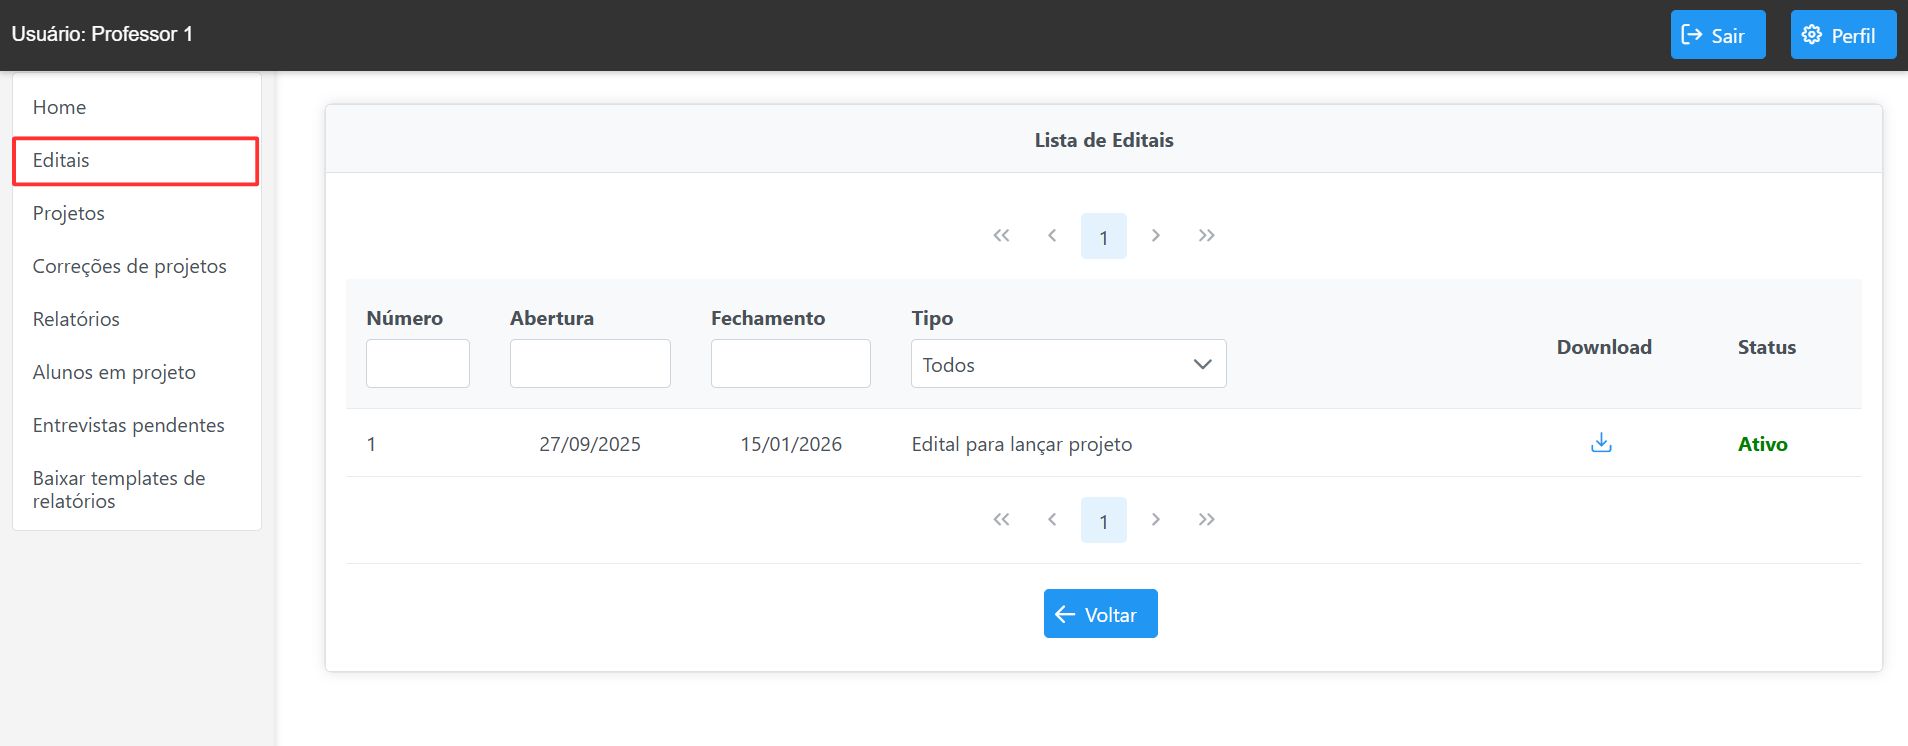 Usuário: Professor 1
Sair
Perfil
Home
Editais
Projetos
Correções de projetos
Relatórios
Alunos em projeto
Entrevistas pendentes
Baixar templates de
relatórios
Lista de Editais
1
Número
Abertura
Fechamento
Tipo
Todos
Download
Status
1
27/09/2025
15/01/2026
Edital para lançar projeto
Ativo
1
Voltar